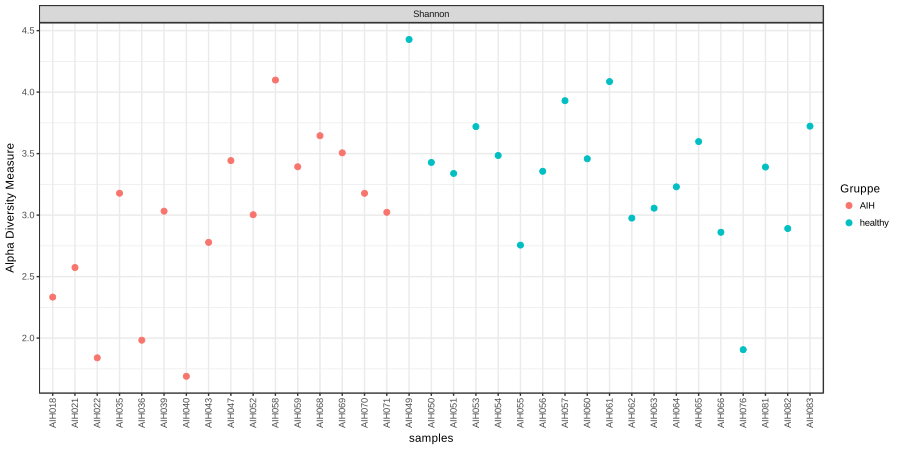 Shannon
Alpha Diversity Measure
4.5
4.0
3.5
3.0
2.5
2.0
AIH018
AIH021
AIH022
AIH035
AIH036
AIH039
AIH040
AIH043
AIH047
AIH052
AIH058
AIH059
AIH068
AIH069
AIH070
AIH071
AIH049
AIH050
AIH051
AIH053
AIH054
AIH055
AIH056
AIH057
AIH060
AIH061
AIH062
AIH063
AIH064
AIH065
AIH066
AIH076
AIH081
AIH082
AIH083
samples
Gruppe
AIH
healthy